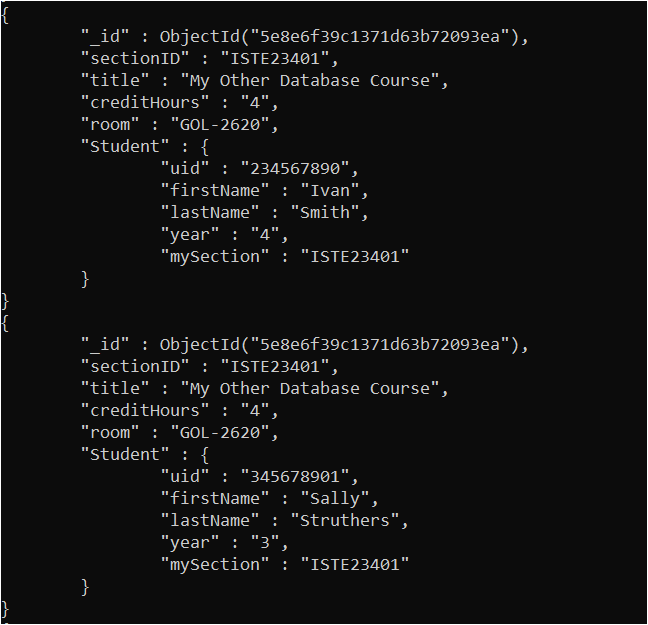 {
"_id" : ObjectId("5e8e6f39c1371d63b72093ea"),
"sectionID" : "ISTE23401",
"title" : "My Other Database Course",
"creditHours" : "4",
"room" : "GOL-2620",
"Student" : {
"uid" : "234567890",
"firstName" : "Ivan",
"lastName" : "Smith",
"year" : "4",
"mySection" : "ISTE23401"
}
}
{
"_id" : ObjectId("5e8e6f39c1371d63b72093ea"),
"sectionID" : "ISTE23401",
"title" : "My Other Database Course",
"creditHours" : "4",
"room" : "GOL-2620",
"Student" : {
"uid" : "345678901",
"firstName" : "Sally",
"lastName" : "Struthers",
"year" : "3",
"mySection" : "ISTE23401"
}
}